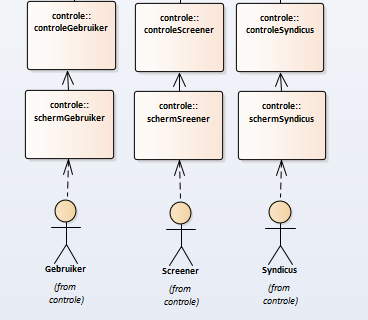 controle::
controleGebruiker
controle::
controleScreener
controle::
controleSyndicus
controle::
schermGebruiker
controle::
schermSreener
controle::
schermSyndicus
Gebruiker
(from
controle)
Screener
(from
controle)
Syndicus
(from
controle)